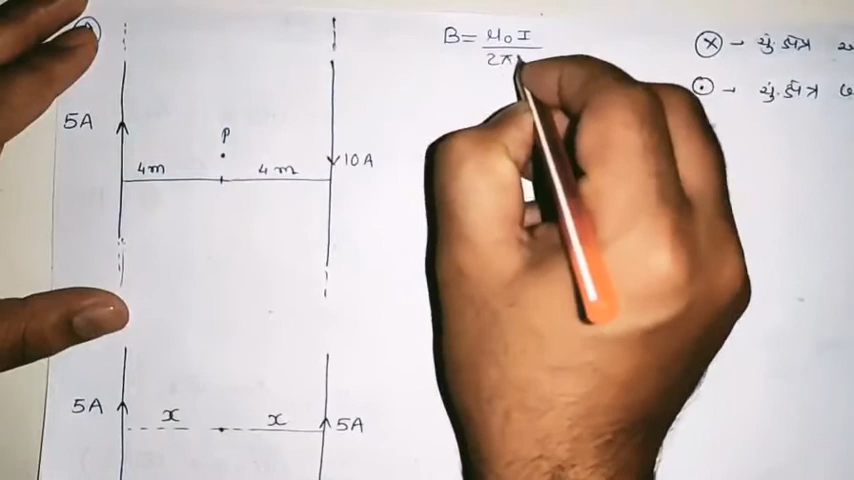 B = μ₀I / 2π
⊗ → ચું.ક્ષેત્ર
⊙ → ચું.ક્ષેત્ર
5A
P
4m
4m
10A
5A
x
x
5A